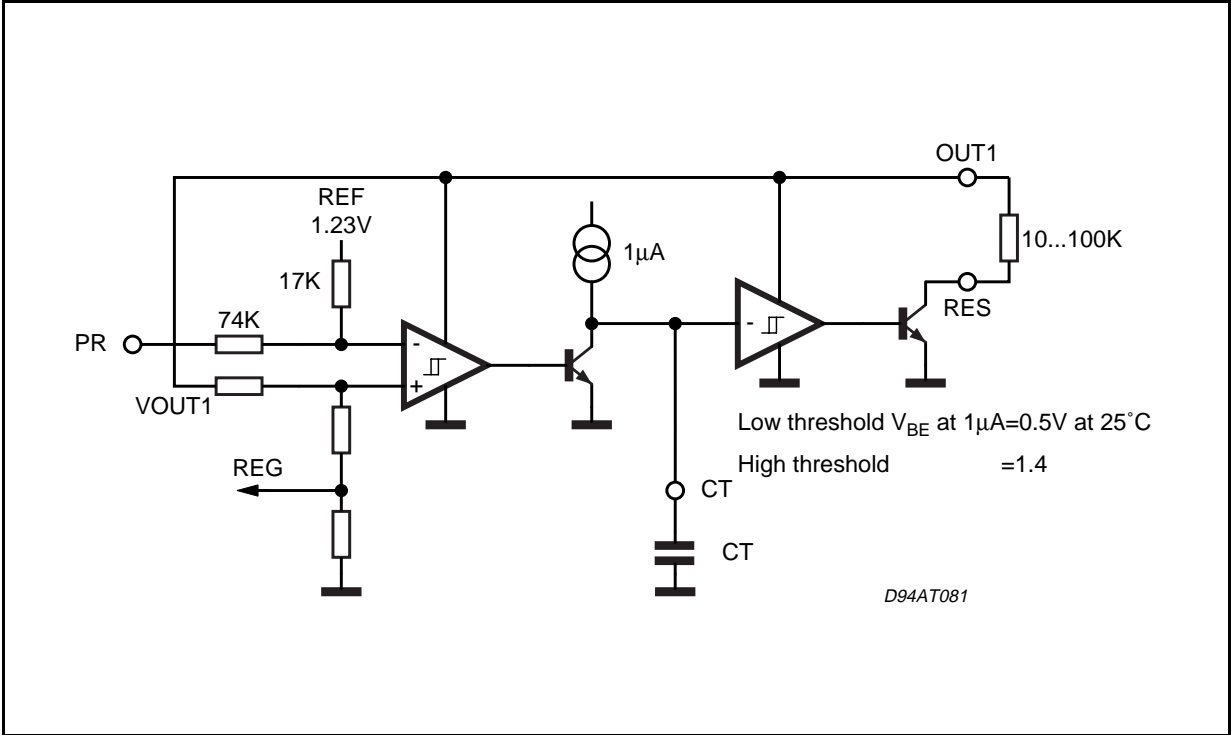 OUT1
REF
1.23V
1µA
10...100K
17K
RES
74K
PR
-
-
+
VOUT1
Low threshold VBE at 1µA=0.5V at 25˚C
High threshold =1.4
REG
CT
CT
D94AT081